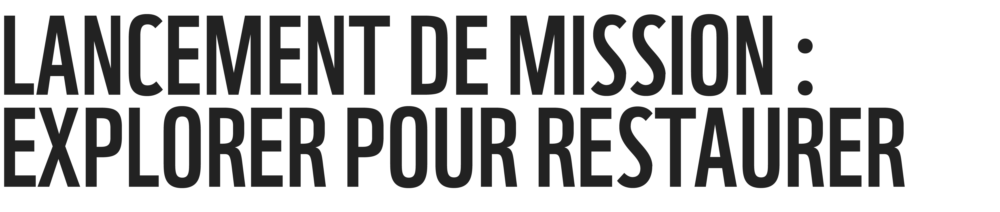 LANCEMENT DE MISSION :
EXPLORER POUR RESTAURER